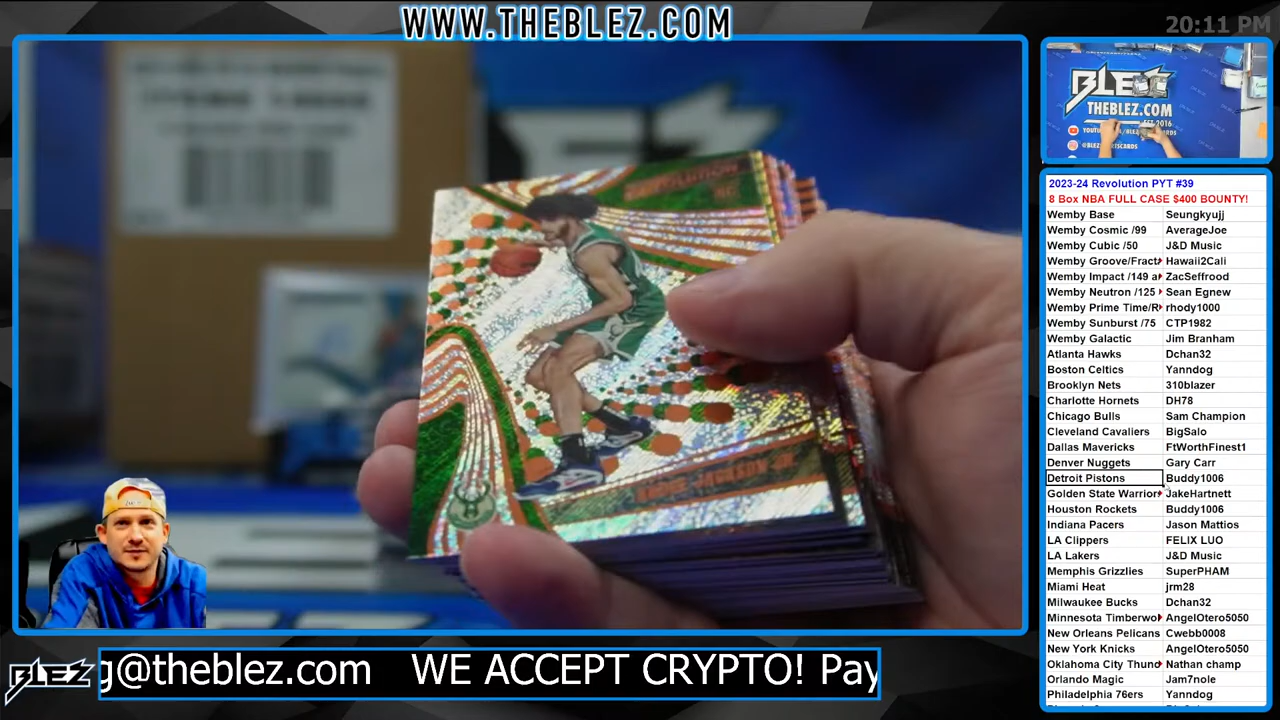 WWW.THEBLEZ.COM
20:11 PM
BLEZ
THEBLEZ.COM
EST 2016
2023-24 Revolution PYT #39
8 Box NBA FULL CASE $400 BOUNTY!
Wemby Base Seungkyujj
Wemby Cosmic /99 AverageJoe
Wemby Cubic /50 J&D Music
Wemby Groove/Fract Hawaii2Cali
Wemby Impact /149 a ZacSeffrood
Wemby Neutron /125 Sean Egnew
Wemby Prime Time/R rhody1000
Wemby Sunburst /75 CTP1982
Wemby Galactic Jim Branham
Atlanta Hawks Dchan32
Boston Celtics Yanndog
Brooklyn Nets 310blazer
Charlotte Hornets DH78
Chicago Bulls Sam Champion
Cleveland Cavaliers BigSalo
Dallas Mavericks FtWorthFinest1
Denver Nuggets Gary Carr
Detroit Pistons Buddy1006
Golden State Warrior JakeHartnett
Houston Rockets Buddy1006
Indiana Pacers Jason Mattios
LA Clippers FELIX LUO
LA Lakers J&D Music
Memphis Grizzlies SuperPHAM
Miami Heat jrm28
Milwaukee Bucks Dchan32
Minnesota Timberwo AngelOtero5050
New Orleans Pelicans Cwebb0008
New York Knicks AngelOtero5050
Oklahoma City Thund Nathan champ
Orlando Magic Jam7nole
Philadelphia 76ers Yanndog
BLEZ
g@theblez.com WE ACCEPT CRYPTO! Pay